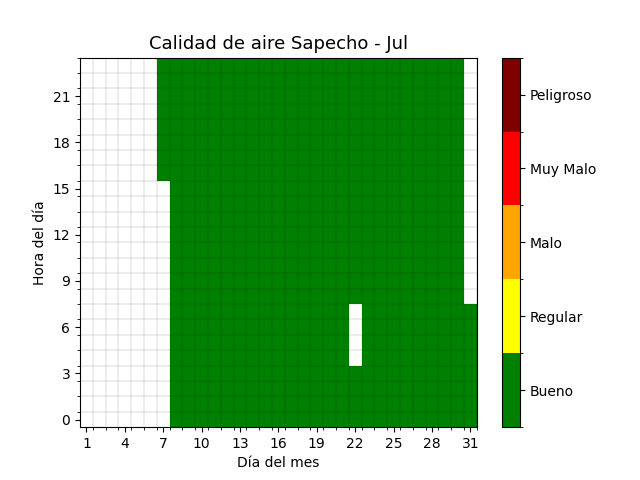 Calidad de aire Sapecho - Jul
Hora del día
21
18
15
12
9
6
3
0
1 4 7 10 13 16 19 22 25 28 31
Día del mes
Peligroso
Muy Malo
Malo
Regular
Bueno